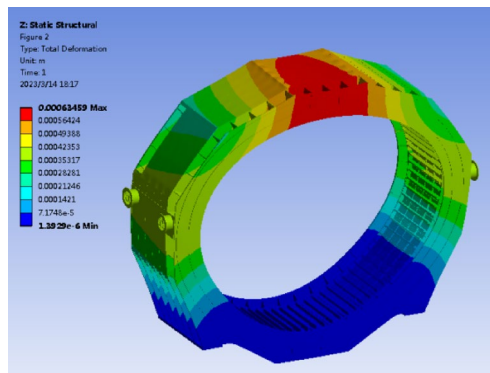 Z: Static Structural
Figure 2
Type: Total Deformation
Unit: m
Time: 1
2023/3/14 18:17
0.00063459 Max
0.00056424
0.00049388
0.00042353
0.00035317
0.00028281
0.00021246
0.0001421
7.1748e-5
1.3929e-6 Min